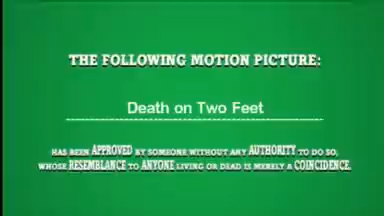 THE FOLLOWING MOTION PICTURE:
Death on Two Feet
HAS BEEN APPROVED BY SOMEONE WITHOUT ANY AUTHORITY TO DO SO,
WHOSE RESEMBLANCE TO ANYONE LIVING OR DEAD IS MERELY A COINCIDENCE.